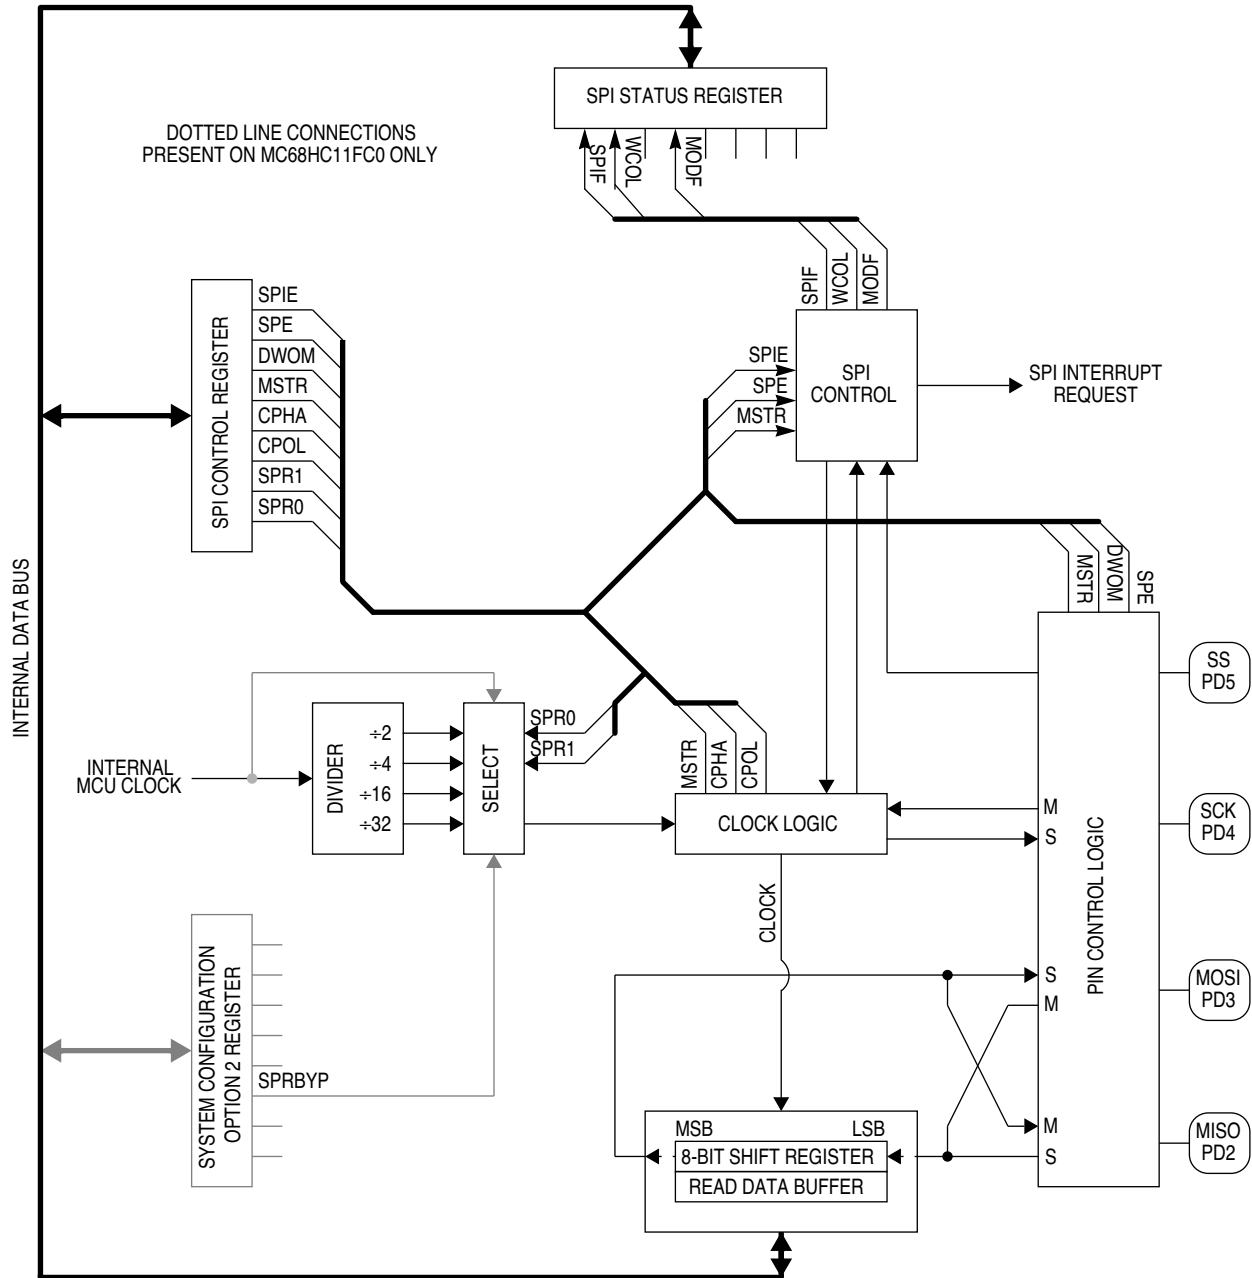 SPI STATUS REGISTER
DOTTED LINE CONNECTIONS
PRESENT ON MC68HC11FC0 ONLY
SPIF
WCOL
MODF
SPIF
WCOL
MODF
SPI CONTROL REGISTER
SPIE
SPE
DWOM
MSTR
CPHA
CPOL
SPR1
SPR0
SPIE
SPE
MSTR
SPI
CONTROL
SPI INTERRUPT
REQUEST
MSTR
DWOM
SPE
INTERNAL DATA BUS
INTERNAL
MCU CLOCK
DIVIDER
÷2
÷4
÷16
÷32
SELECT
SPR0
SPR1
MSTR
CPHA
CPOL
CLOCK LOGIC
CLOCK
M
S
S
M
M
S
PIN CONTROL LOGIC
SS
PD5
SCK
PD4
MOSI
PD3
MISO
PD2
SYSTEM CONFIGURATION
OPTION 2 REGISTER
SPRBYP
MSB LSB
8-BIT SHIFT REGISTER
READ DATA BUFFER